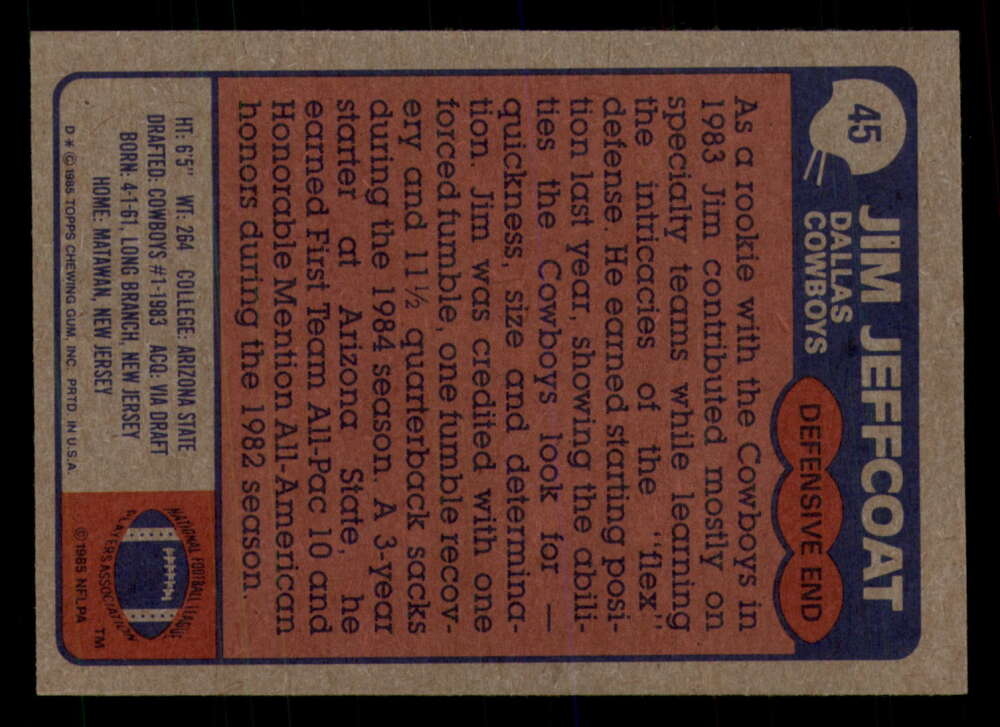 45
JIM JEFFCOAT
DALLAS
COWBOYS
DEFENSIVE END
As a rookie with the Cowboys in
1983 Jim contributed mostly on
specialty teams while learning
the intricacies of the "flex"
defense. He earned starting posi-
tion last year, showing the abili-
ties the Cowboys look for —
quickness, size and determina-
tion. Jim was credited with one
forced fumble, one fumble recov-
ery and 11½ quarterback sacks
during the 1984 season. A 3-year
starter at Arizona State, he
earned First Team All-Pac 10 and
Honorable Mention All-American
honors during the 1982 season.
HT: 6'5" WT: 264 COLLEGE: ARIZONA STATE
DRAFTED: COWBOYS #1-1983 ACQ: VIA DRAFT
BORN: 4-1-61, LONG BRANCH, NEW JERSEY
HOME: MATAWAN, NEW JERSEY
D * © 1985 TOPPS CHEWING GUM, INC. PRTD. IN U.S.A.
NATIONAL FOOTBALL LEAGUE
PLAYERS ASSOCIATION
TM
© 1985 NFLPA